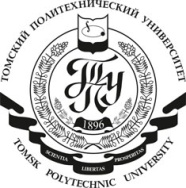 ТОМСКИЙ ПОЛИТЕХНИЧЕСКИЙ УНИВЕРСИТЕТ
ТПУ
1896
SCIENTIA LIBERTAS PROSPERITAS
TOMSK POLYTECHNIC UNIVERSITY